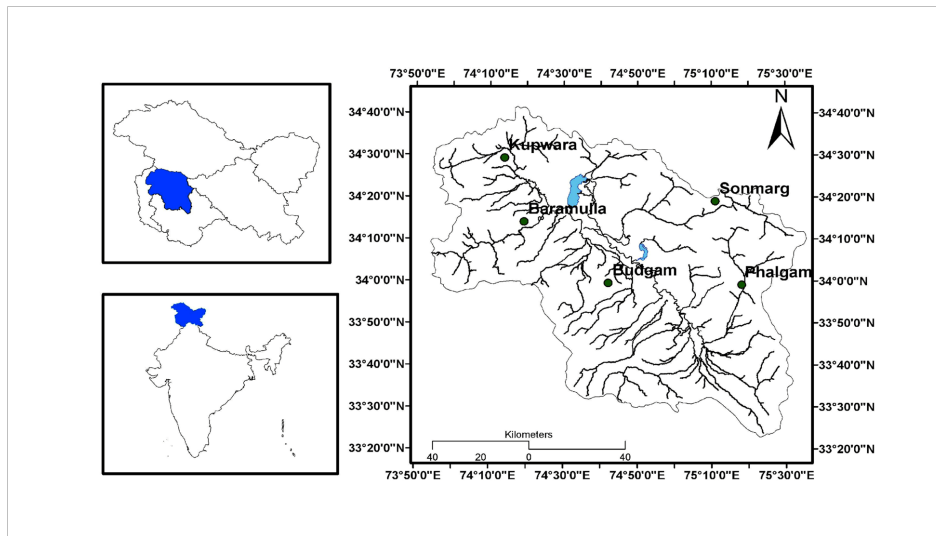 73°50'0"E 74°10'0"E 74°30'0"E 74°50'0"E 75°10'0"E 75°30'0"E
N
34°40'0"N 34°40'0"N
34°30'0"N 34°30'0"N
Kupwara
34°20'0"N 34°20'0"N
Sonmarg
Baramulla
34°10'0"N 34°10'0"N
Budgam
Phalgam
34°0'0"N 34°0'0"N
33°50'0"N 33°50'0"N
33°40'0"N 33°40'0"N
33°30'0"N 33°30'0"N
Kilometers
33°20'0"N 33°20'0"N
40 20 0 40
73°50'0"E 74°10'0"E 74°30'0"E 74°50'0"E 75°10'0"E 75°30'0"E